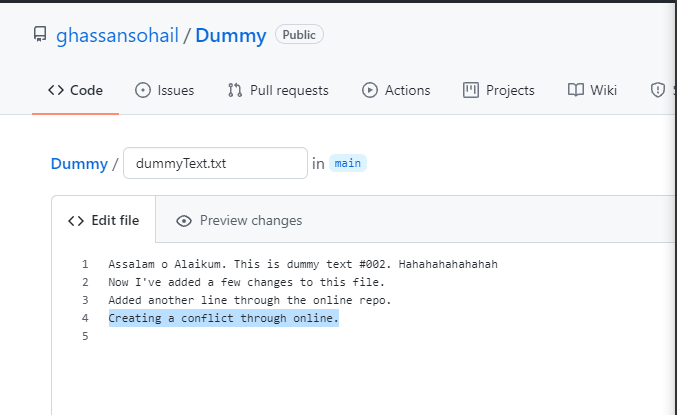 ghassansohail / Dummy Public
Code Issues Pull requests Actions Projects Wiki
Dummy / dummyText.txt in main
Edit file Preview changes
1 Assalam o Alaikum. This is dummy text #002. Hahahahahahahah
2 Now I've added a few changes to this file.
3 Added another line through the online repo.
4 Creating a conflict through online.
5